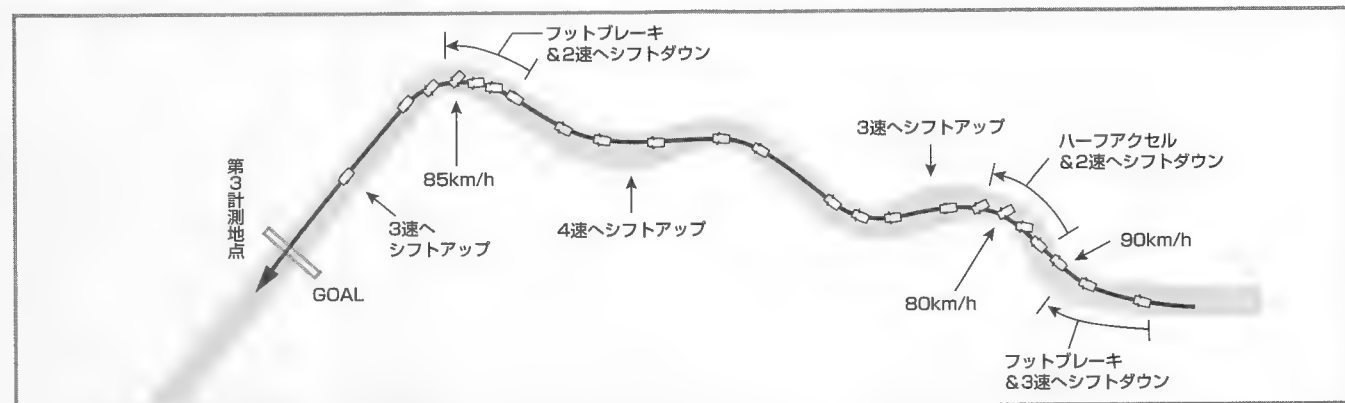 フットブレーキ
&2速へシフトダウン
3速へシフトアップ
ハーフアクセル
&2速へシフトダウン
第3計測地点
85km/h
3速へ
シフトアップ
4速へシフトアップ
90km/h
80km/h
GOAL
フットブレーキ
&3速へシフトダウン